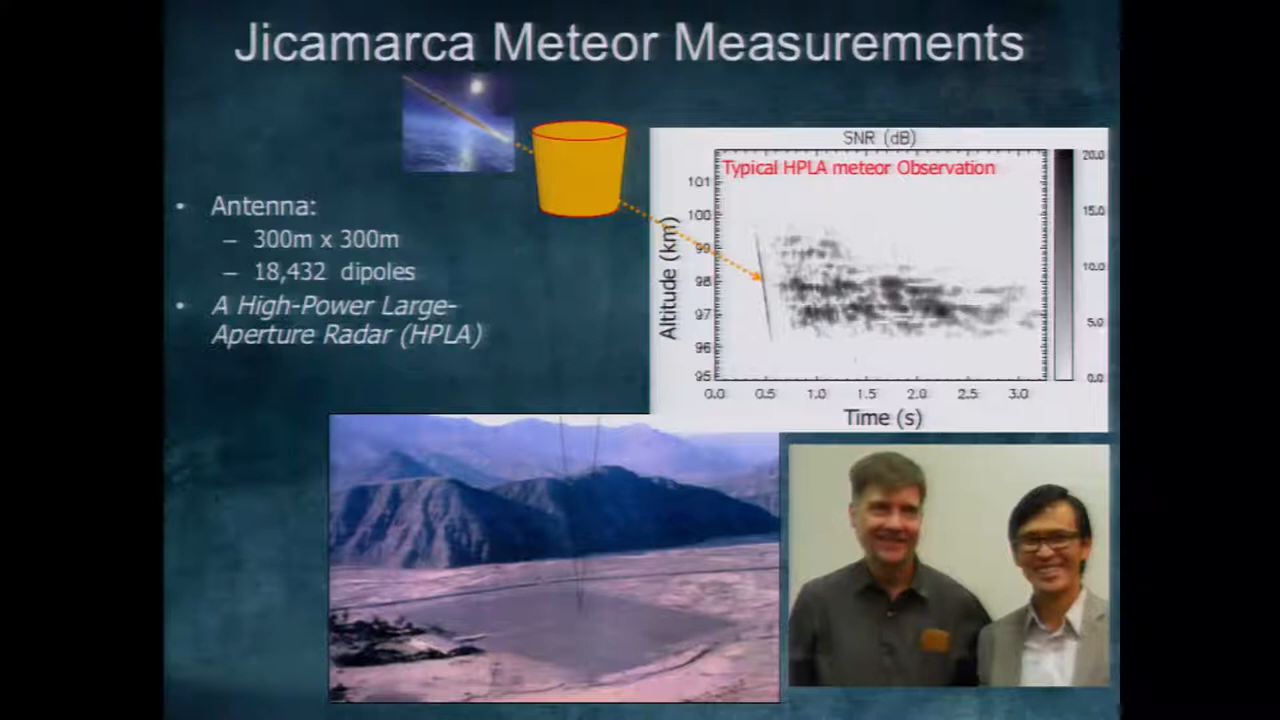 Jicamarca Meteor Measurements
• Antenna:
– 300m x 300m
– 18,432 dipoles
• A High-Power Large-
Aperture Radar (HPLA)
SNR (dB)
Typical HPLA meteor Observation
Altitude (km)
101
100
99
98
97
96
95
0.0 0.5 1.0 1.5 2.0 2.5 3.0
Time (s)
20.0
15.0
10.0
5.0
0.0